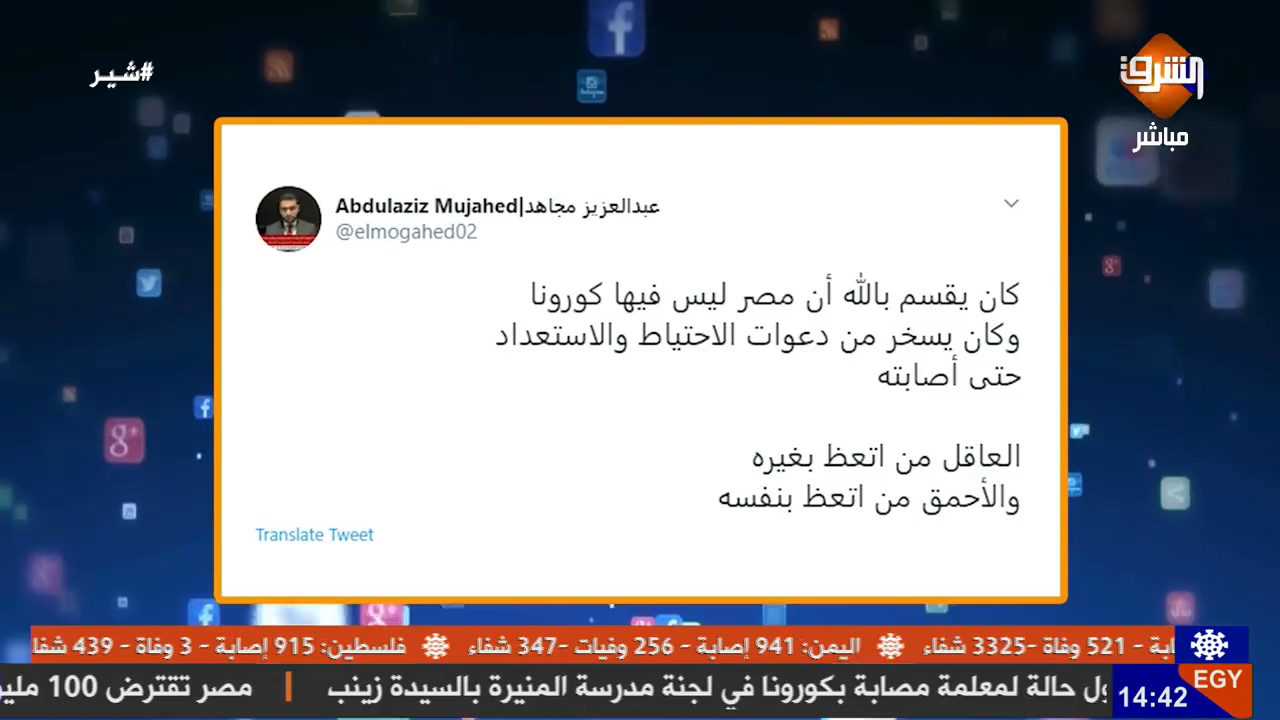 #شير
الشرق
مباشر
Abdulaziz Mujahed|عبدالعزيز مجاهد
@elmogahed02
كان يقسم بالله أن مصر ليس فيها كورونا
وكان يسخر من دعوات الاحتياط والاستعداد
حتى أصابته
العاقل من اتعظ بغيره
والأحمق من اتعظ بنفسه
Translate Tweet
- 521 وفاة -3325 شفاء اليمن: 941 إصابة - 256 وفيات -347 شفاء فلسطين: 915 إصابة - 3 وفاة - 439
حالة لمعلمة مصابة بكورونا في لجنة مدرسة المنيرة بالسيدة زينب | مصر تقترض 100
EGY
14:42